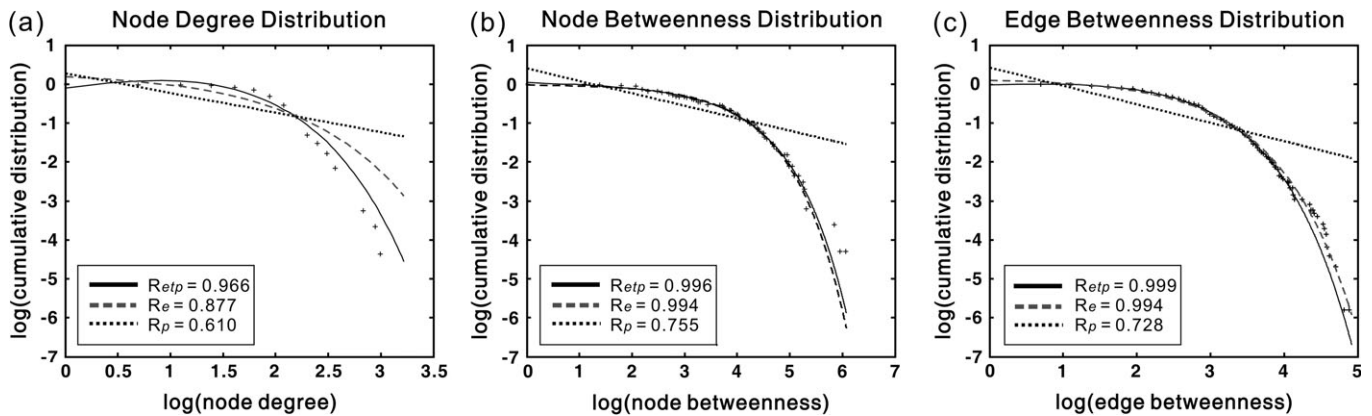 (a) Node Degree Distribution
log(cumulative distribution)
1
0
-1
-2
-3
-4
-5
-6
-7
Retp = 0.966
Re = 0.877
Rp = 0.610
0 0.5 1 1.5 2 2.5 3 3.5
log(node degree)
(b) Node Betweenness Distribution
log(cumulative distribution)
1
0
-1
-2
-3
-4
-5
-6
-7
Retp = 0.996
Re = 0.994
Rp = 0.755
0 1 2 3 4 5 6 7
log(node betweenness)
(c) Edge Betweenness Distribution
log(cumulative distribution)
1
0
-1
-2
-3
-4
-5
-6
-7
Retp = 0.999
Re = 0.994
Rp = 0.728
0 1 2 3 4 5
log(edge betweenness)